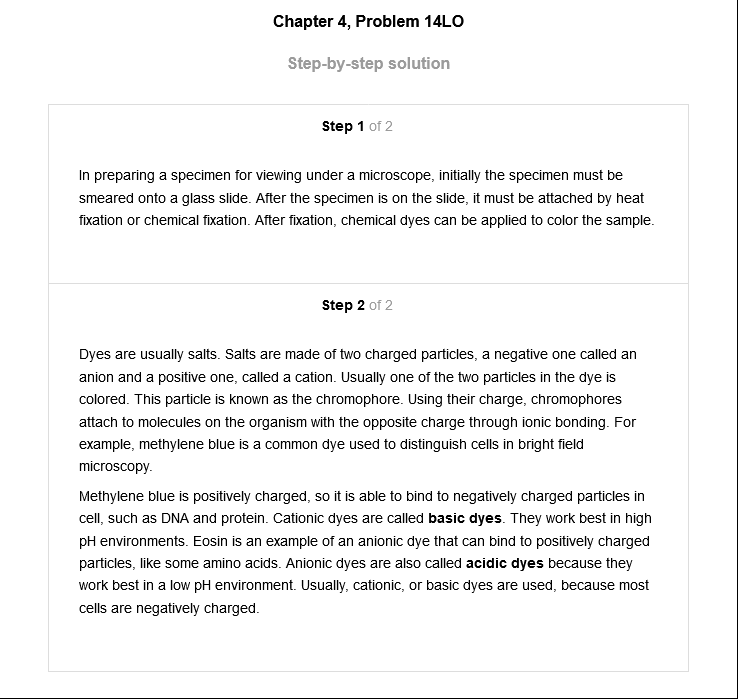 Chapter 4, Problem 14LO
Step-by-step solution
Step 1 of 2
In preparing a specimen for viewing under a microscope, initially the specimen must be
smeared onto a glass slide. After the specimen is on the slide, it must be attached by heat
fixation or chemical fixation. After fixation, chemical dyes can be applied to color the sample.
Step 2 of 2
Dyes are usually salts. Salts are made of two charged particles, a negative one called an
anion and a positive one, called a cation. Usually one of the two particles in the dye is
colored. This particle is known as the chromophore. Using their charge, chromophores
attach to molecules on the organism with the opposite charge through ionic bonding. For
example, methylene blue is a common dye used to distinguish cells in bright field
microscopy.
Methylene blue is positively charged, so it is able to bind to negatively charged particles in
cell, such as DNA and protein. Cationic dyes are called basic dyes. They work best in high
pH environments. Eosin is an example of an anionic dye that can bind to positively charged
particles, like some amino acids. Anionic dyes are also called acidic dyes because they
work best in a low pH environment. Usually, cationic, or basic dyes are used, because most
cells are negatively charged.